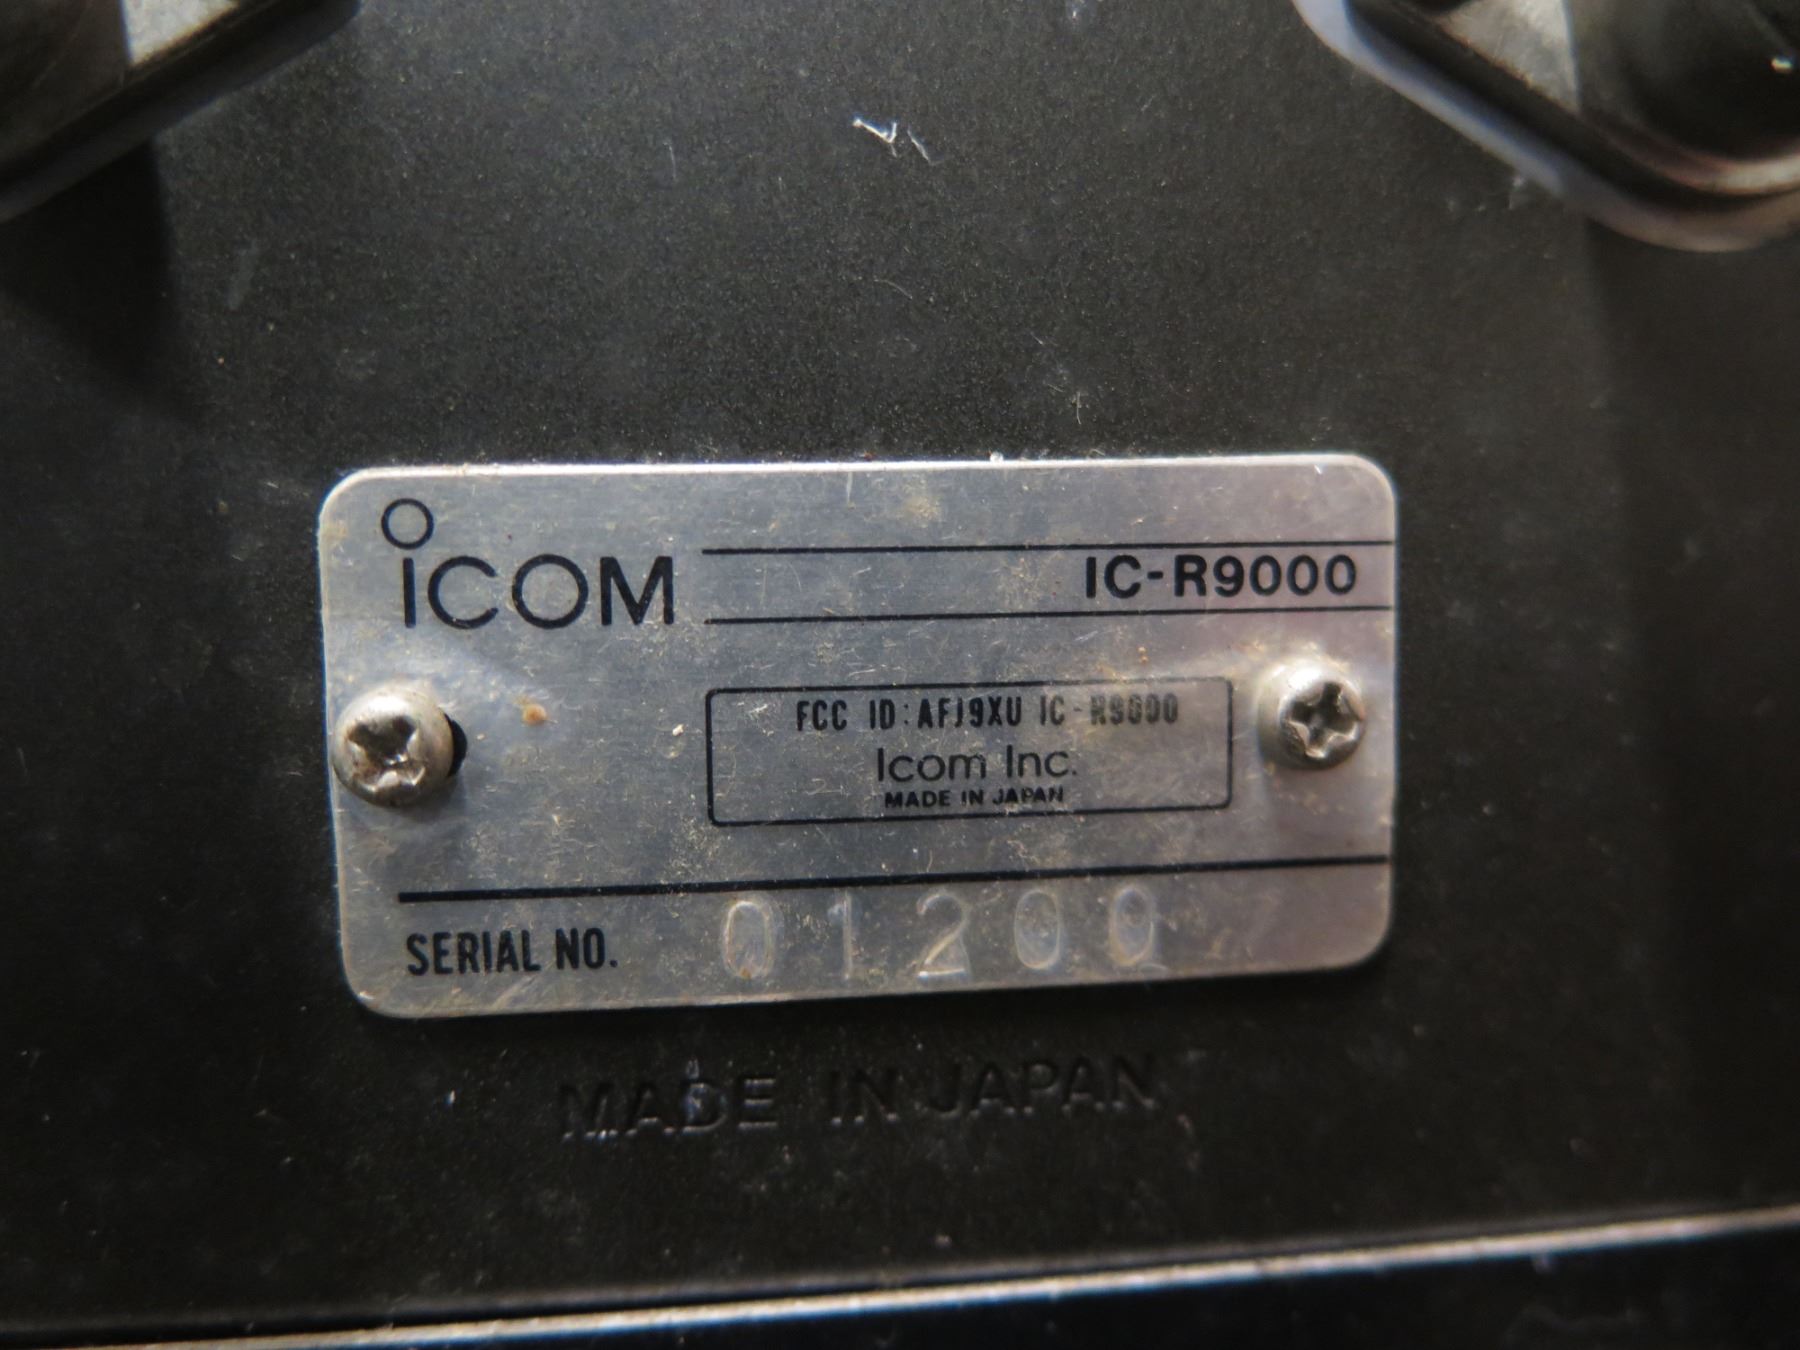 iCOM IC-R9000
FCC ID: AFJ9XU IC-R9000
Icom Inc.
MADE IN JAPAN
SERIAL NO. 01200
MADE IN JAPAN